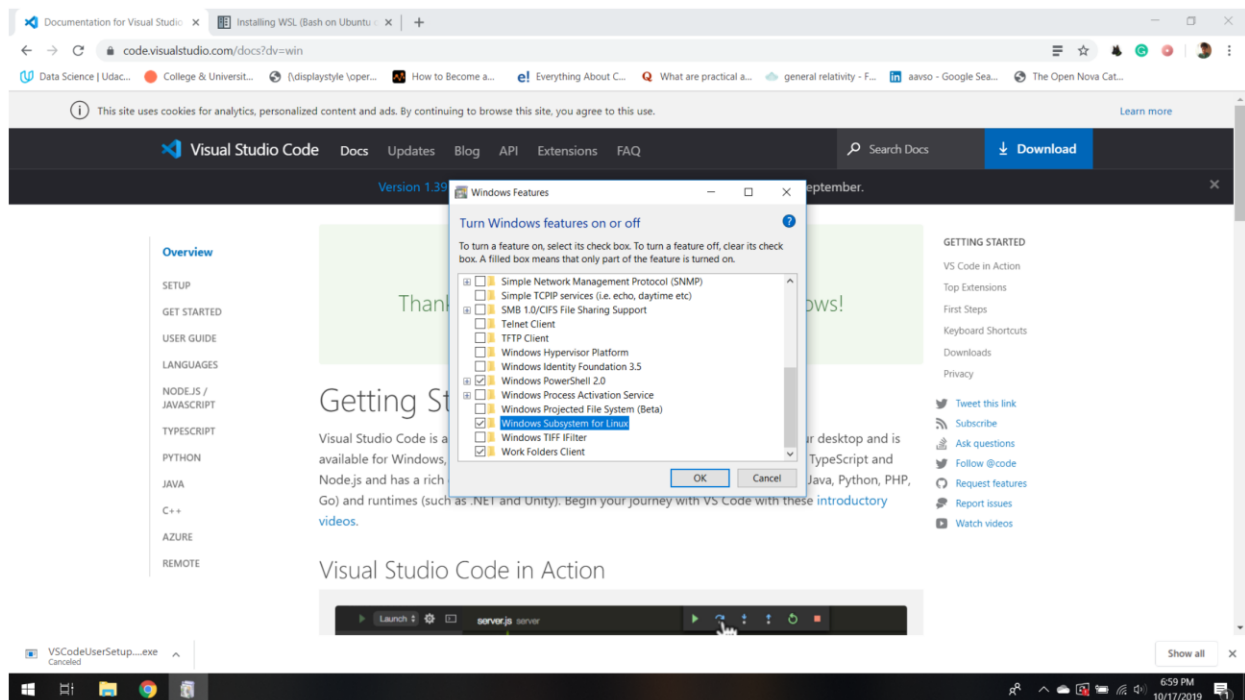 Documentation for Visual Studio
Installing WSL (Bash on Ubuntu
code.visualstudio.com/docs?dv=win
Data Science | Udac...
College & Universit...
(\displaystyle \oper...
How to Become a...
Everything About C...
What are practical a...
general relativity - F...
aavso - Google Sea...
The Open Nova Cat...
This site uses cookies for analytics, personalized content and ads. By continuing to browse this site, you agree to this use.
Learn more
Visual Studio Code
Docs
Updates
Blog
API
Extensions
FAQ
Search Docs
Download
Version 1.39
eptember.
Windows Features
Turn Windows features on or off
To turn a feature on, select its check box. To turn a feature off, clear its check
box. A filled box means that only part of the feature is turned on.
Simple Network Management Protocol (SNMP)
Simple TCPIP services (i.e. echo, daytime etc)
SMB 1.0/CIFS File Sharing Support
Telnet Client
TFTP Client
Windows Hypervisor Platform
Windows Identity Foundation 3.5
Windows PowerShell 2.0
Windows Process Activation Service
Windows Projected File System (Beta)
Windows Subsystem for Linux
Windows TIFF IFilter
Work Folders Client
OK
Cancel
Overview
SETUP
GET STARTED
USER GUIDE
LANGUAGES
NODE.JS /
JAVASCRIPT
TYPESCRIPT
PYTHON
JAVA
C++
AZURE
REMOTE
Thank
ows!
Getting St
Visual Studio Code is a
ur desktop and is
available for Windows,
TypeScript and
Node.js and has a rich
Java, Python, PHP,
Go) and runtimes (such as .NET and Unity). Begin your journey with VS Code with these introductory
videos.
Visual Studio Code in Action
Launch
server.js server
GETTING STARTED
VS Code in Action
Top Extensions
First Steps
Keyboard Shortcuts
Downloads
Privacy
Tweet this link
Subscribe
Ask questions
Follow @code
Request features
Report issues
Watch videos
VSCodeUserSetup....exe
Canceled
Show all
6:59 PM
10/17/2019